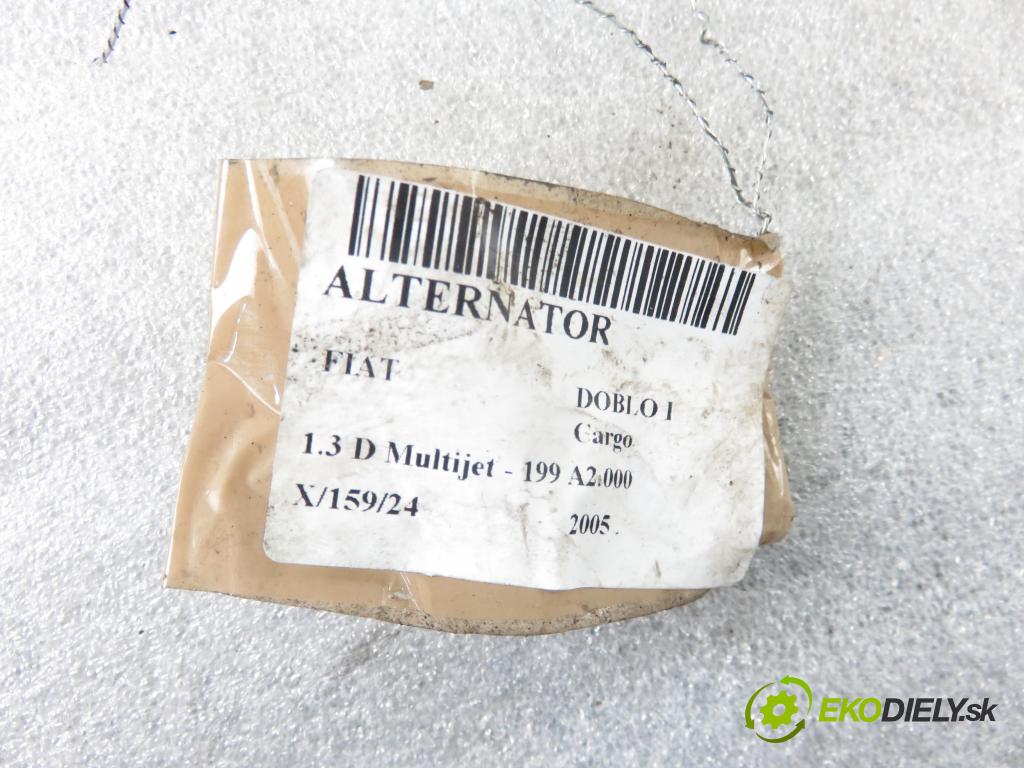 ALTERNATOR
FIAT
DOBLO I
Cargo
1.3 D Multijet - 199 A2.000
X/159/24
2005
EKODIELY.sk